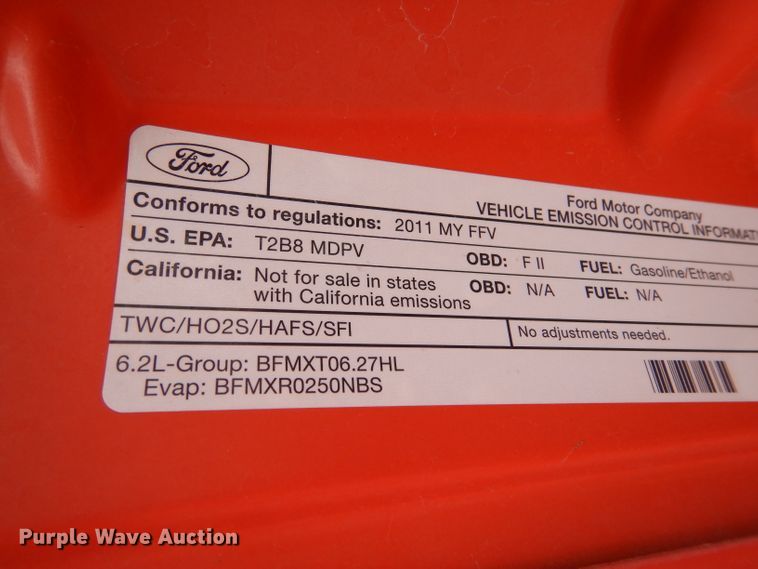 Ford
Ford Motor Company
VEHICLE EMISSION CONTROL
Conforms to regulations: 2011 MY FFV
U.S. EPA: T2B8 MDPV OBD: F II FUEL: Gasoline/Ethanol
California: Not for sale in states with California emissions OBD: N/A FUEL: N/A
TWC/HO2S/HAFS/SFI No adjustments needed.
6.2L-Group: BFMXT06.27HL
Evap: BFMXR0250NBS
Purple Wave Auction